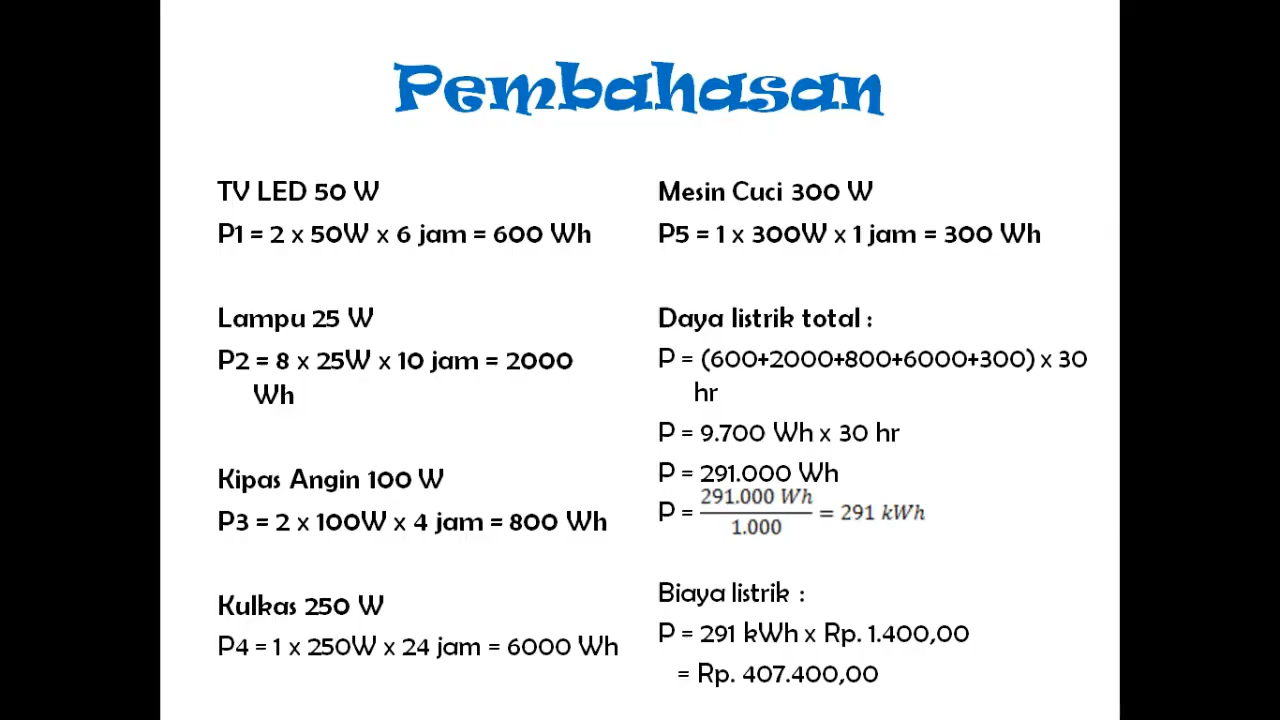 Pembahasan
TV LED 50 W
P1 = 2 x 50W x 6 jam = 600 Wh
Lampu 25 W
P2 = 8 x 25W x 10 jam = 2000
Wh
Kipas Angin 100 W
P3 = 2 x 100W x 4 jam = 800 Wh
Kulkas 250 W
P4 = 1 x 250W x 24 jam = 6000 Wh
Mesin Cuci 300 W
P5 = 1 x 300W x 1 jam = 300 Wh
Daya listrik total :
P = (600+2000+800+6000+300) x 30
hr
P = 9.700 Wh x 30 hr
P = 291.000 Wh
P = 291.000 Wh / 1.000 = 291 kWh
Biaya listrik :
P = 291 kWh x Rp. 1.400,00
= Rp. 407.400,00